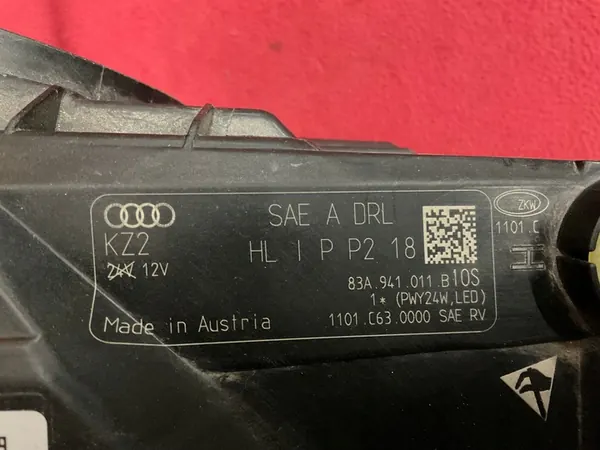 SAE A DRL
KZ2
HL I P P2 18
24V 12V
83A.941.011.B IOS
1* (PWY24W,LED)
Made in Austria
1101.C63.0000 SAE RV
ZKW
1101.C
H